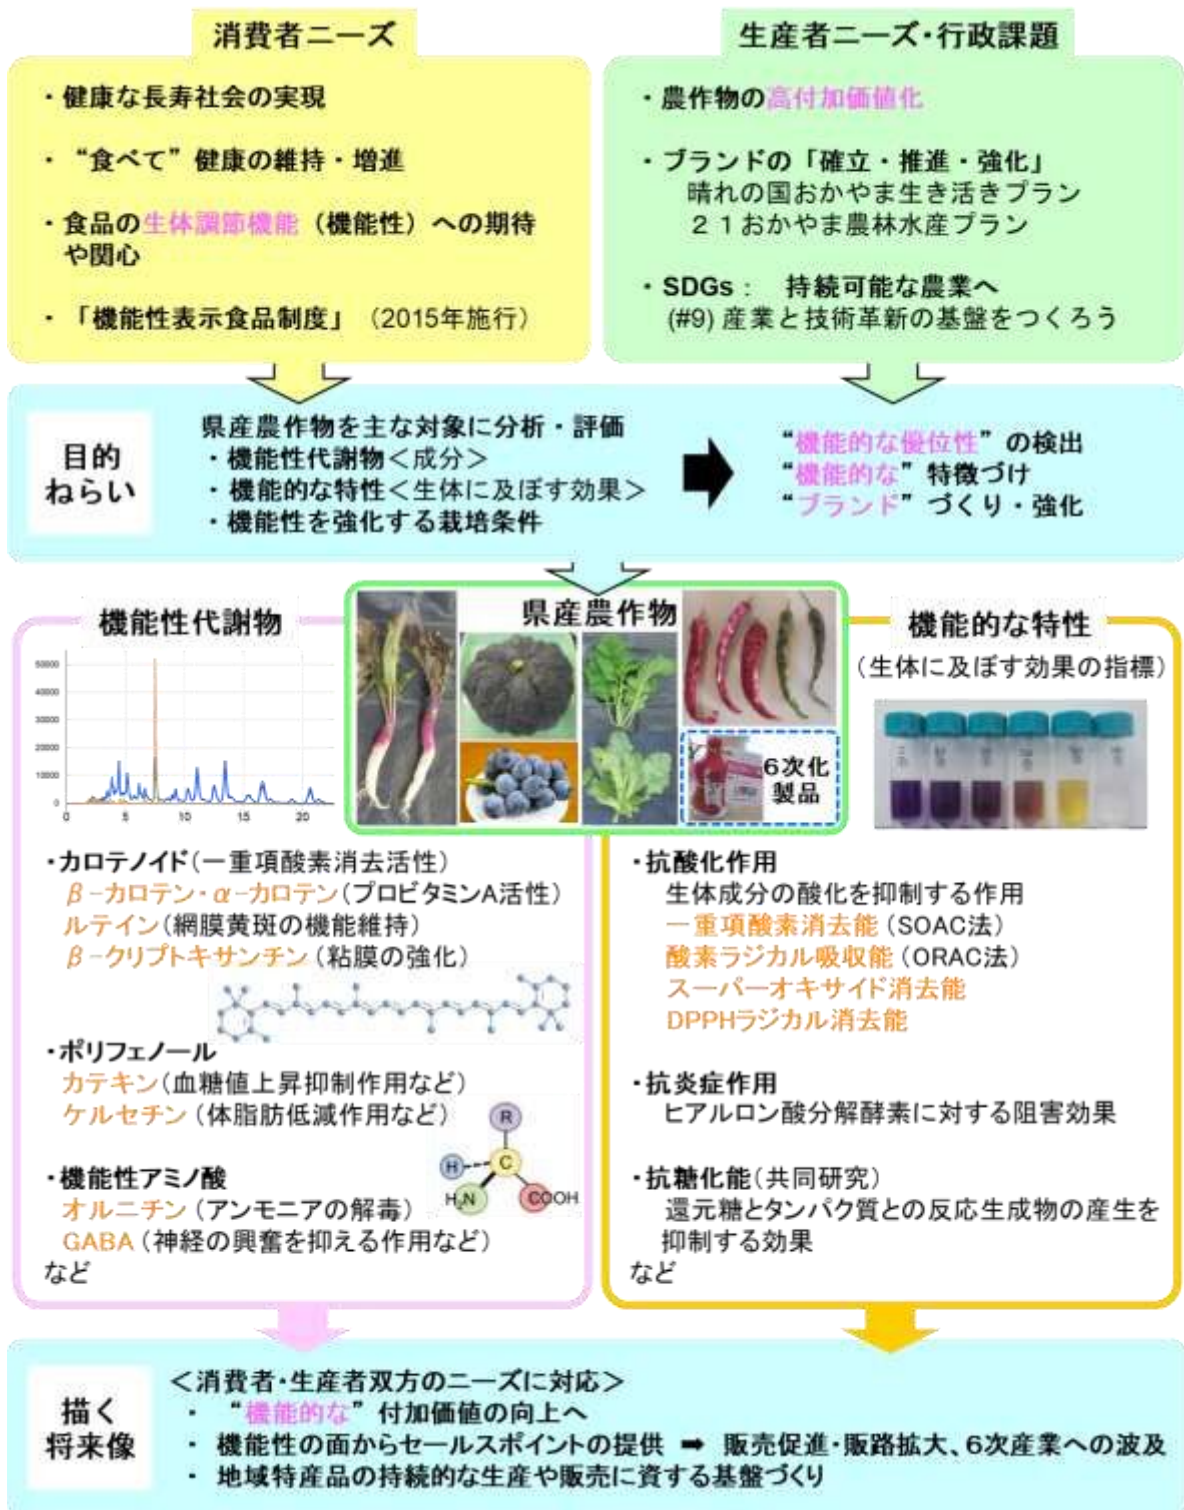 消費者ニーズ
・健康な長寿社会の実現
・“食べて”健康の維持・増進
・食品の生体調節機能（機能性）への期待
や関心
・「機能性表示食品制度」（2015年施行）
生産者ニーズ・行政課題
・農作物の高付加価値化
・ブランドの「確立・推進・強化」
晴れの国おかやま生き活きプラン
２１おかやま農林水産プラン
・SDGs： 持続可能な農業へ
(#9) 産業と技術革新の基盤をつくろう
目的
ねらい
県産農作物を主な対象に分析・評価
・機能性代謝物＜成分＞
・機能的な特性＜生体に及ぼす効果＞
・機能性を強化する栽培条件
“機能的な優位性”の検出
“機能的な”特徴づけ
“ブランド”づくり・強化
機能性代謝物
50000
40000
30000
20000
10000
0
0 5 10 15 20
県産農作物
6次化
製品
機能的な特性
（生体に及ぼす効果の指標）
・カロテノイド（一重項酸素消去活性）
β-カロテン・α-カロテン（プロビタミンA活性）
ルテイン（網膜黄斑の機能維持）
β-クリプトキサンチン（粘膜の強化）
・ポリフェノール
カテキン（血糖値上昇抑制作用など）
ケルセチン（体脂肪低減作用など）
・機能性アミノ酸
オルニチン（アンモニアの解毒）
GABA（神経の興奮を抑える作用など）
など
R
H
C
H₂N
COOH
・抗酸化作用
生体成分の酸化を抑制する作用
一重項酸素消去能（SOAC法）
酸素ラジカル吸収能（ORAC法）
スーパーオキサイド消去能
DPPHラジカル消去能
・抗炎症作用
ヒアルロン酸分解酵素に対する阻害効果
・抗糖化能（共同研究）
還元糖とタンパク質との反応生成物の産生を
抑制する効果
など
描く
将来像
＜消費者・生産者双方のニーズに対応＞
・ “機能的な”付加価値の向上へ
・ 機能性の面からセールスポイントの提供 ➡ 販売促進・販路拡大、6次産業への波及
・ 地域特産品の持続的な生産や販売に資する基盤づくり